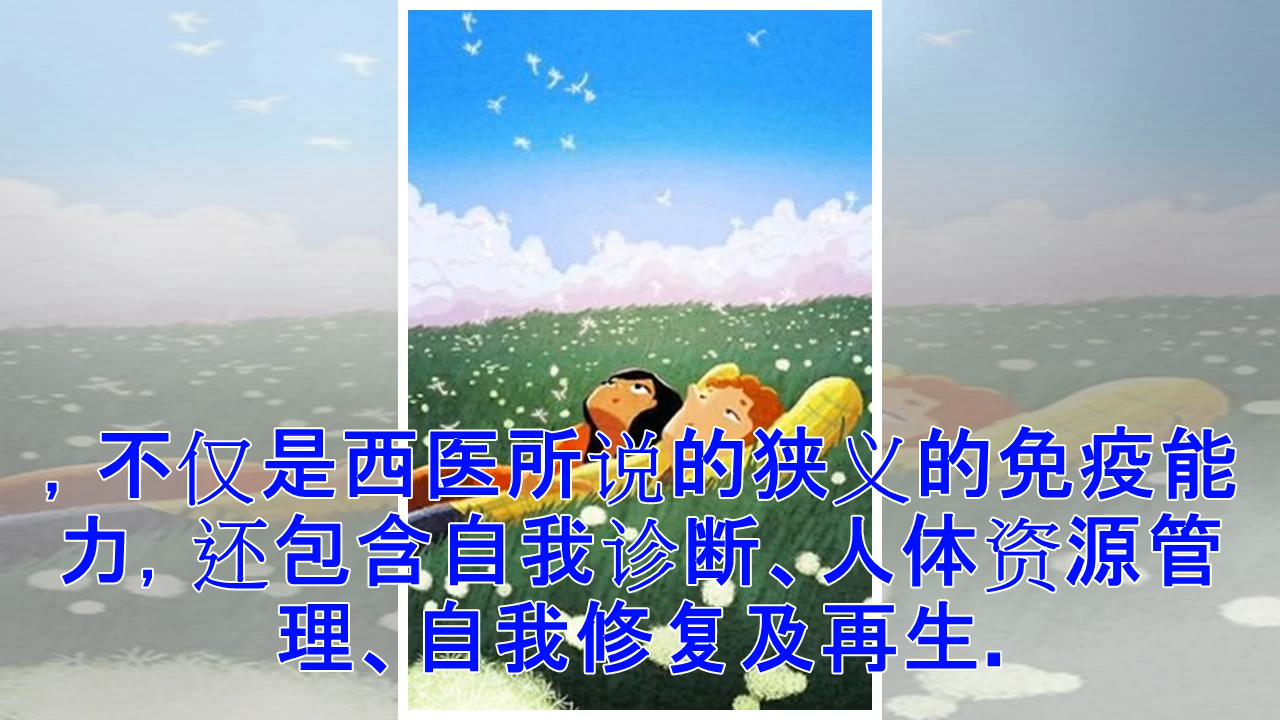 , 不仅是西医所说的狭义的免疫能
力, 还包含自我诊断、人体资源管
理、自我修复及再生.